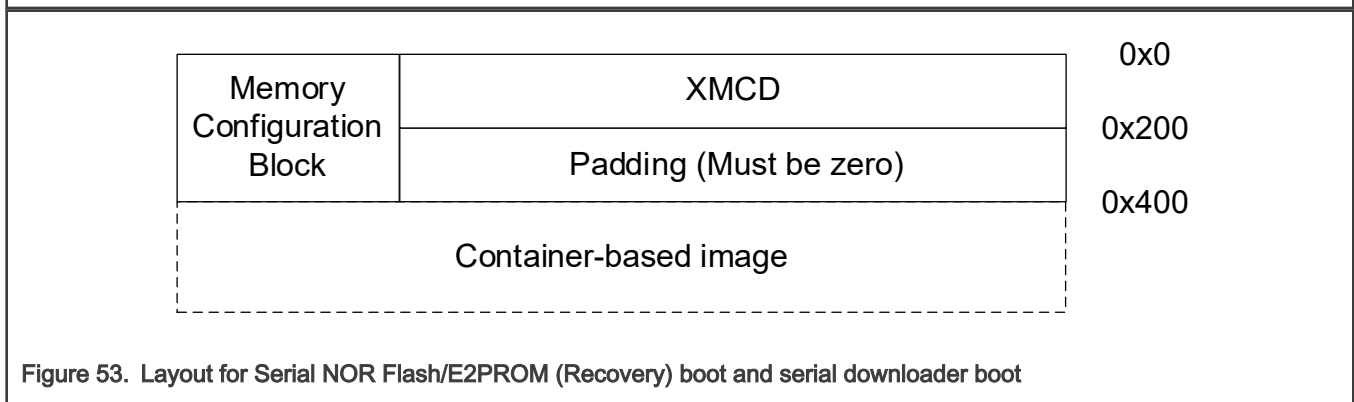 Memory
Configuration
Block
XMCD
0x0
0x200
Padding (Must be zero)
0x400
Container-based image
Figure 53. Layout for Serial NOR Flash/E2PROM (Recovery) boot and serial downloader boot